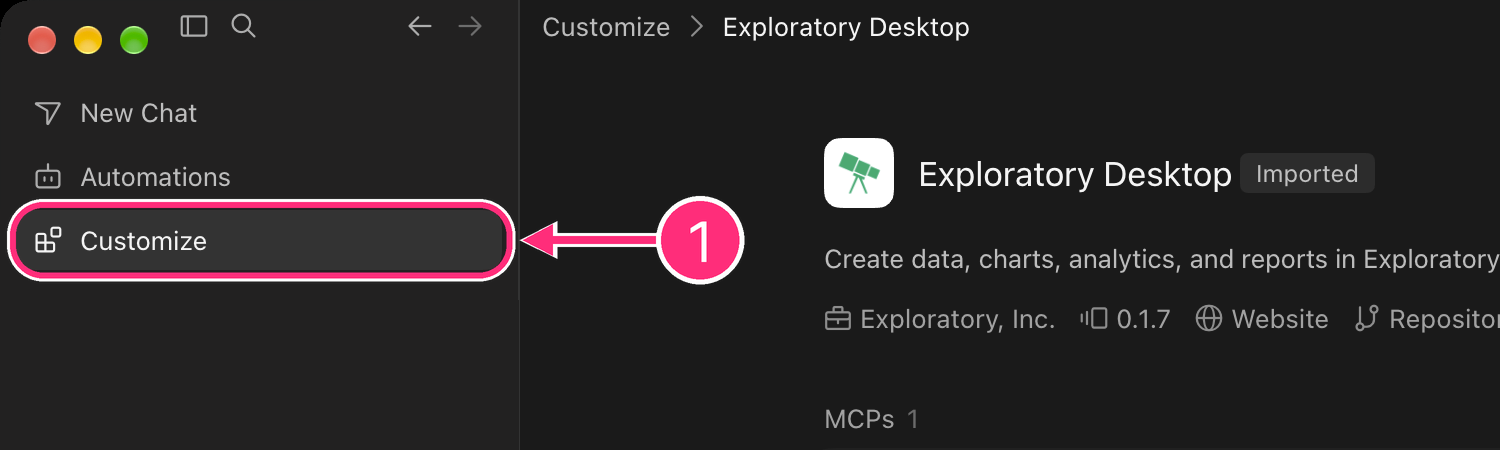 Customize > Exploratory Desktop
New Chat
Automations
Customize
1
Exploratory Desktop Imported
Create data, charts, analytics, and reports in Exploratory
Exploratory, Inc. 0.1.7 Website
MCPs 1